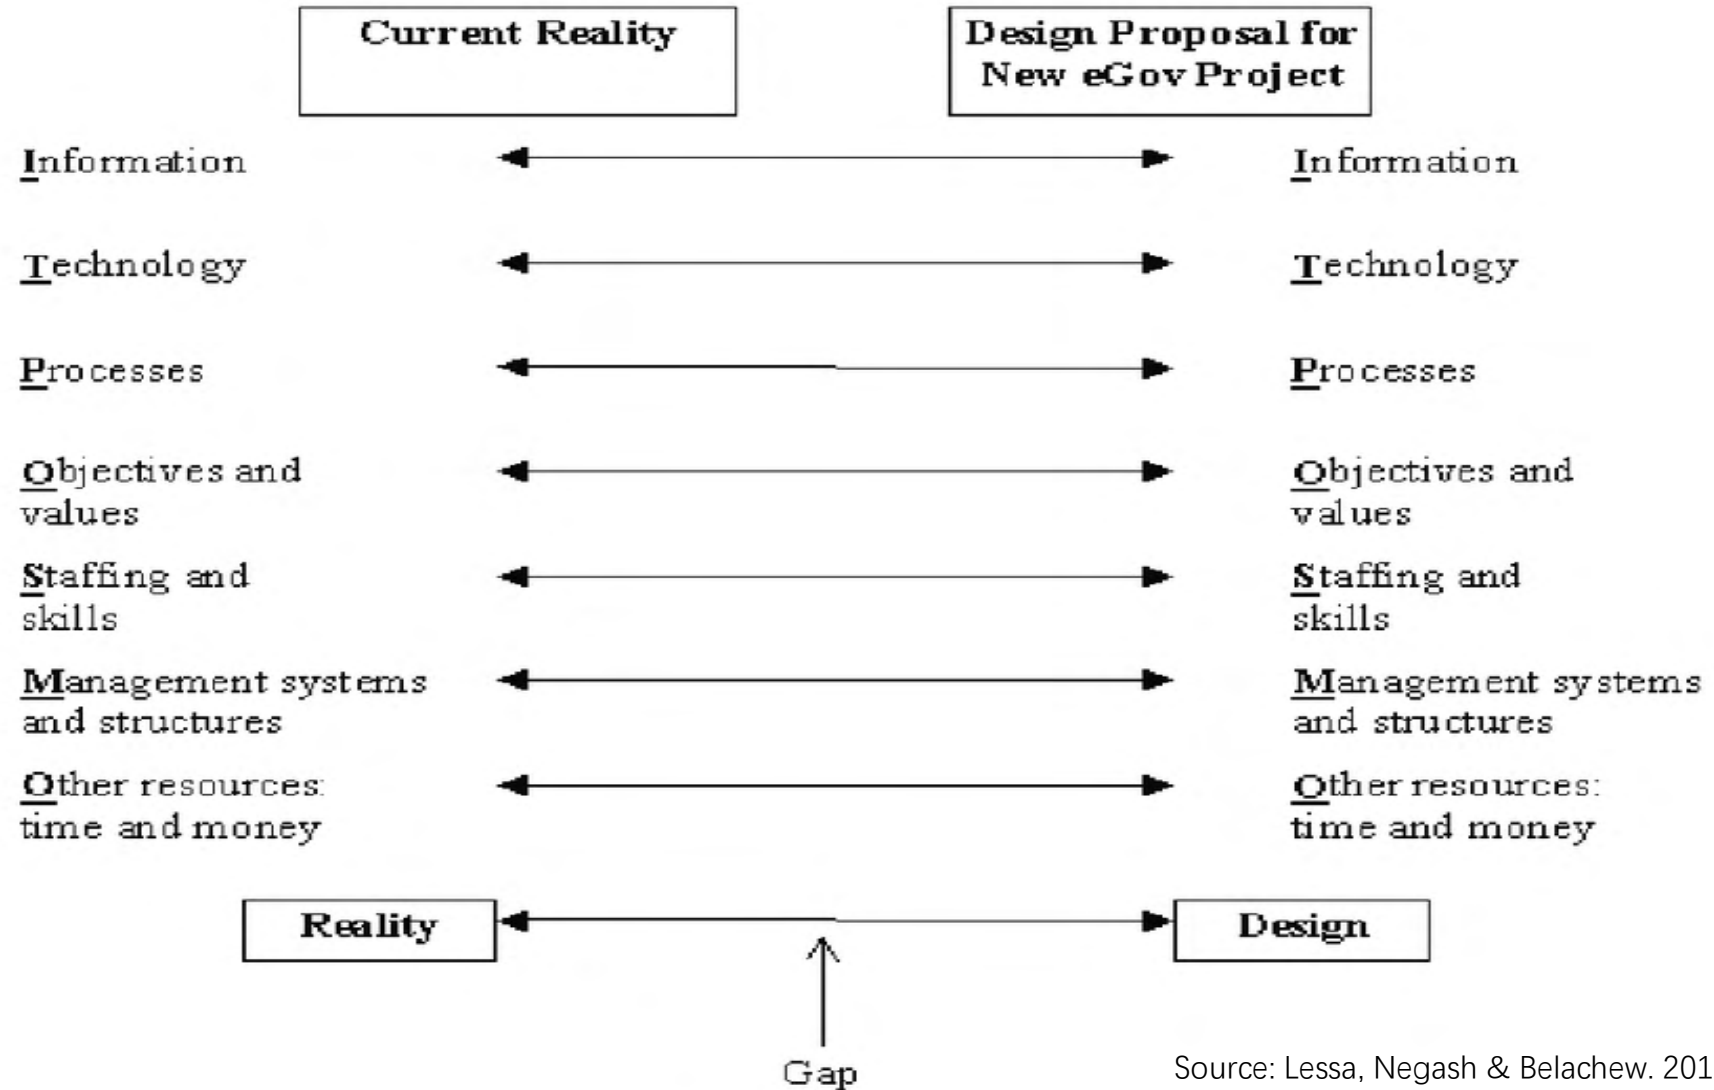 Current Reality
Design Proposal for
New eGov Project
Information
Information
Technology
Technology
Processes
Processes
Objectives and
values
Objectives and
values
Staffing and
skills
Staffing and
skills
Management systems
and structures
Management systems
and structures
Other resources:
time and money
Other resources:
time and money
Reality
Design
Gap
Source: Lessa, Negash & Belachew. 201